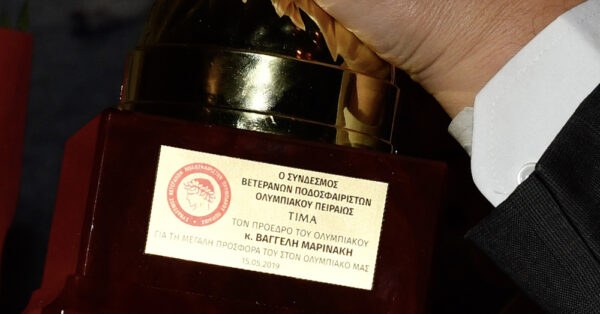 Ο ΣΥΝΔΕΣΜΟΣ
ΒΕΤΕΡΑΝΩΝ ΠΟΔΟΣΦΑΙΡΙΣΤΩΝ
ΟΛΥΜΠΙΑΚΟΥ ΠΕΙΡΑΙΩΣ
ΤΙΜΑ
ΤΟΝ ΠΡΟΕΔΡΟ ΤΟΥ ΟΛΥΜΠΙΑΚΟΥ
κ. ΒΑΓΓΕΛΗ ΜΑΡΙΝΑΚΗ
ΓΙΑ ΤΗ ΜΕΓΑΛΗ ΠΡΟΣΦΟΡΑ ΤΟΥ ΣΤΟΝ ΟΛΥΜΠΙΑΚΟ ΜΑΣ
15.05.2019